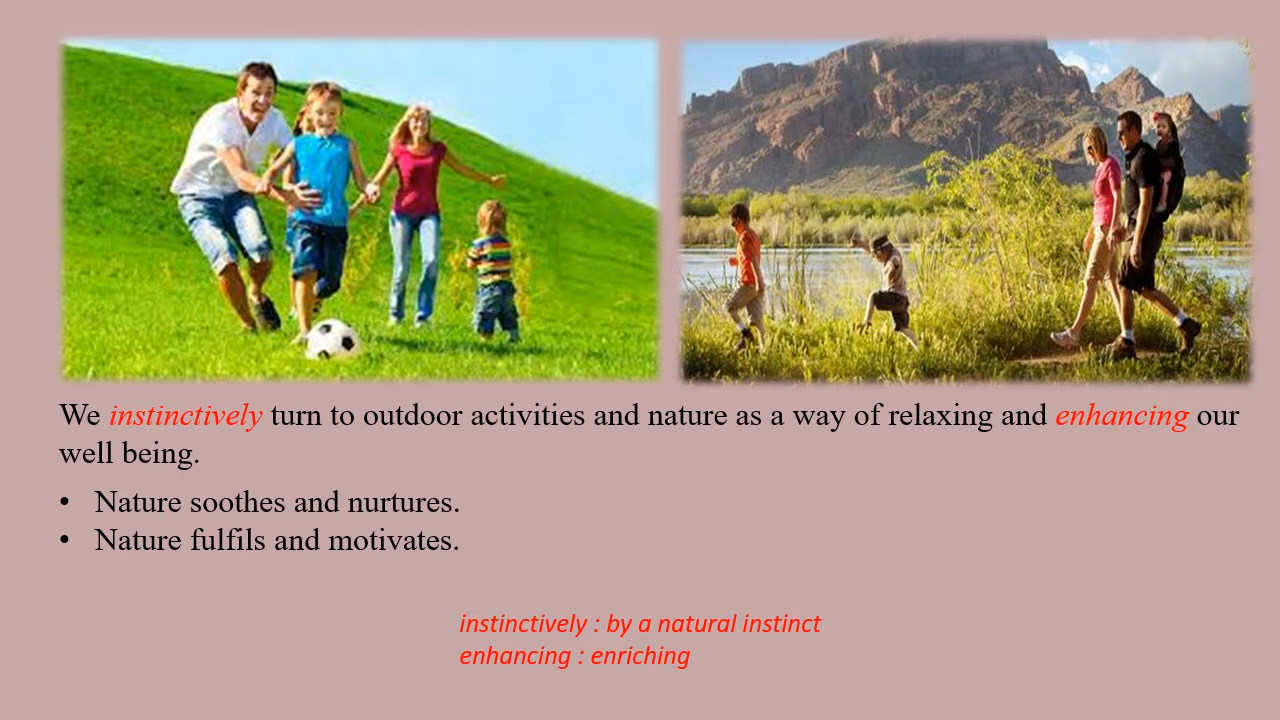 We instinctively turn to outdoor activities and nature as a way of relaxing and enhancing our
well being.
• Nature soothes and nurtures.
• Nature fulfils and motivates.
instinctively : by a natural instinct
enhancing : enriching